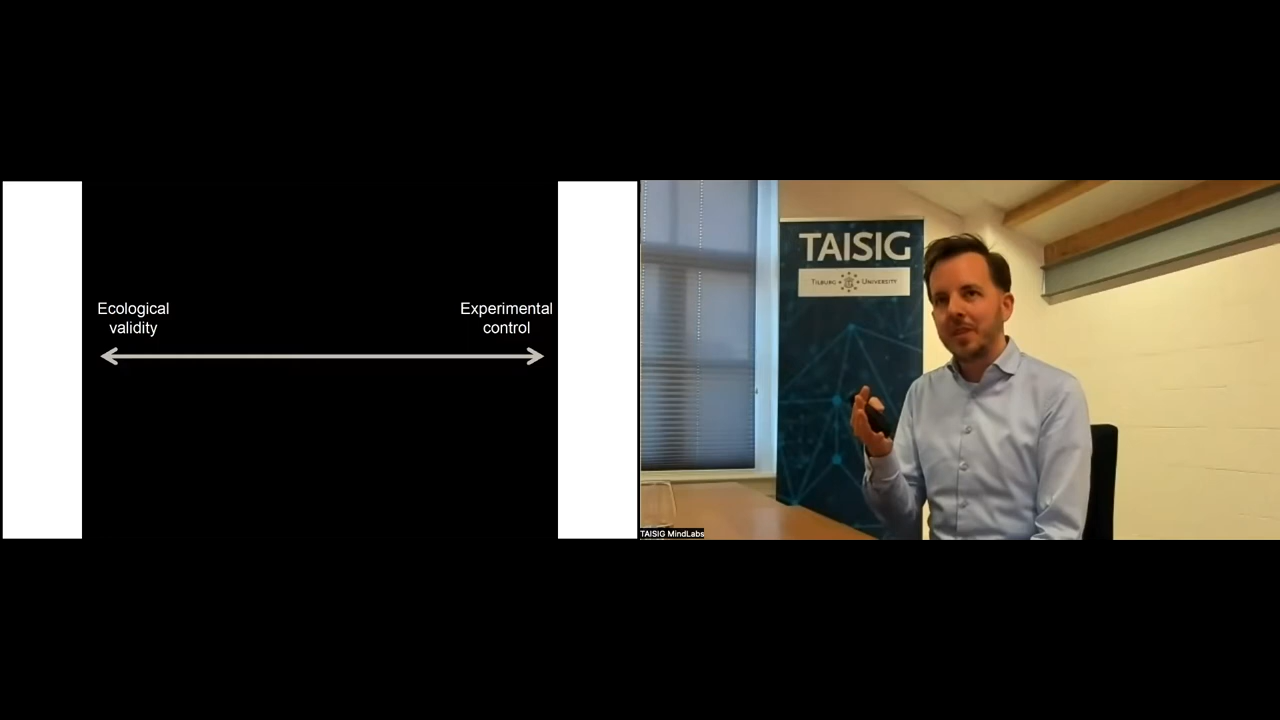 Ecological
validity
Experimental
control
TAISIG
TILBURG UNIVERSITY
TAISIG MindLabs